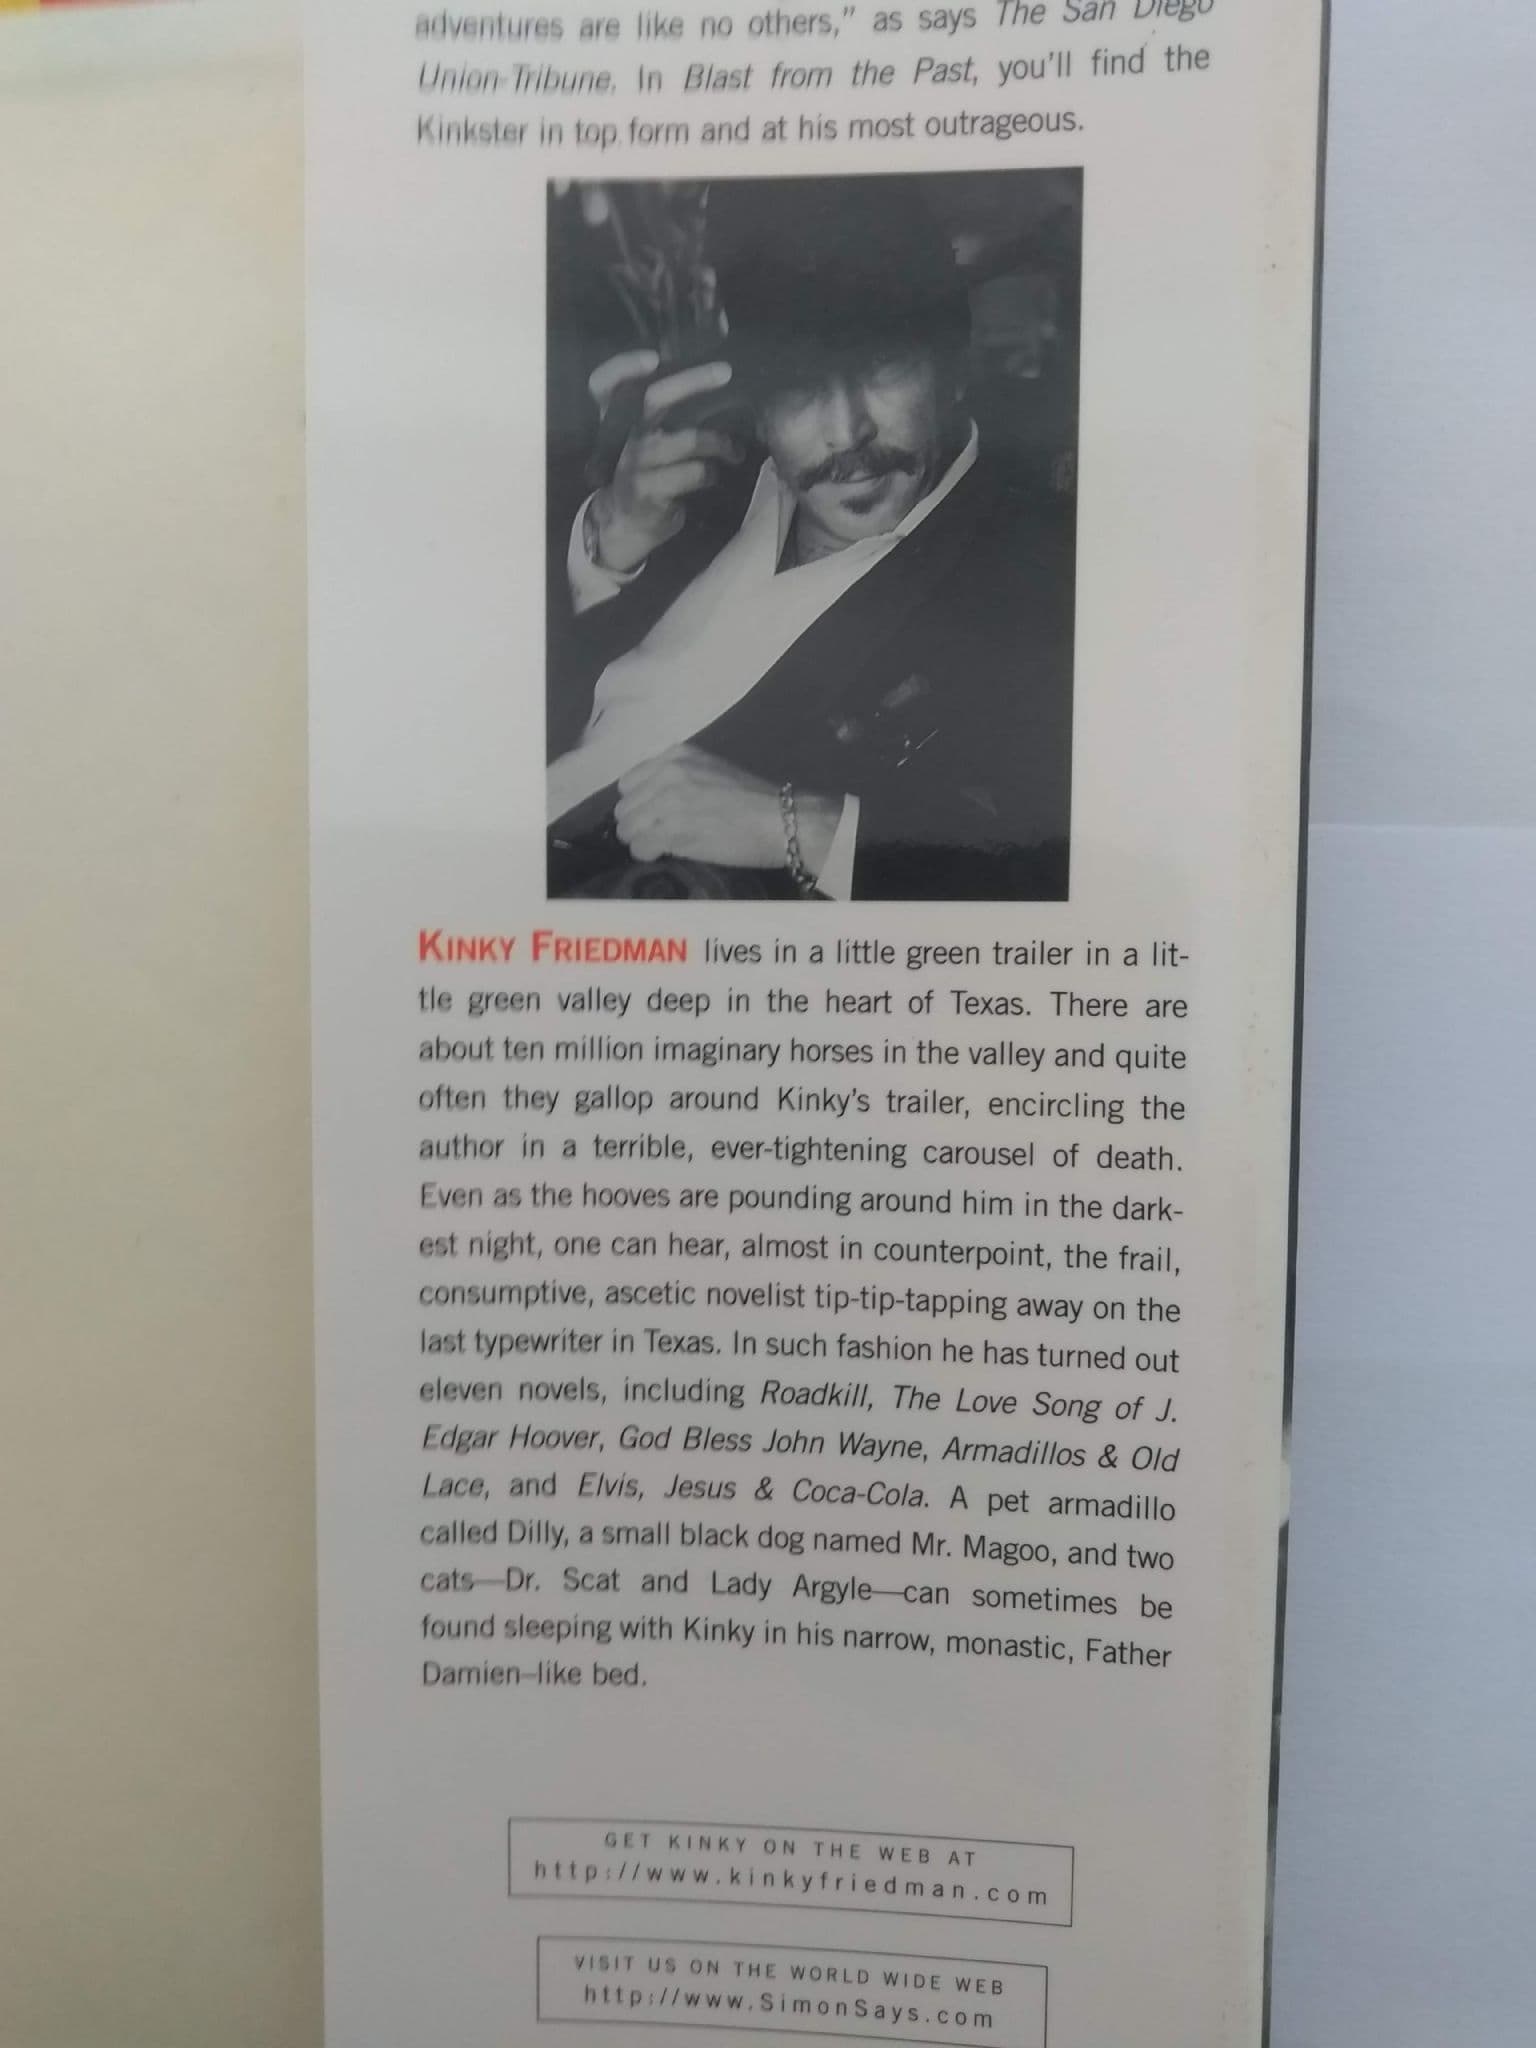 adventures are like no others,” as says The San Diego
Union-Tribune. In Blast from the Past, you’ll find the
Kinkster in top form and at his most outrageous.
KINKY FRIEDMAN lives in a little green trailer in a lit-
tle green valley deep in the heart of Texas. There are
about ten million imaginary horses in the valley and quite
often they gallop around Kinky’s trailer, encircling the
author in a terrible, ever-tightening carousel of death.
Even as the hooves are pounding around him in the dark-
est night, one can hear, almost in counterpoint, the frail,
consumptive, ascetic novelist tip-tip-tapping away on the
last typewriter in Texas. In such fashion he has turned out
eleven novels, including Roadkill, The Love Song of J.
Edgar Hoover, God Bless John Wayne, Armadillos & Old
Lace, and Elvis, Jesus & Coca-Cola. A pet armadillo
called Dilly, a small black dog named Mr. Magoo, and two
cats—Dr. Scat and Lady Argyle—can sometimes be
found sleeping with Kinky in his narrow, monastic, Father
Damien–like bed.
GET KINKY ON THE WEB AT
http://www.kinkyfriedman.com
VISIT US ON THE WORLD WIDE WEB
http://www.SimonSays.com